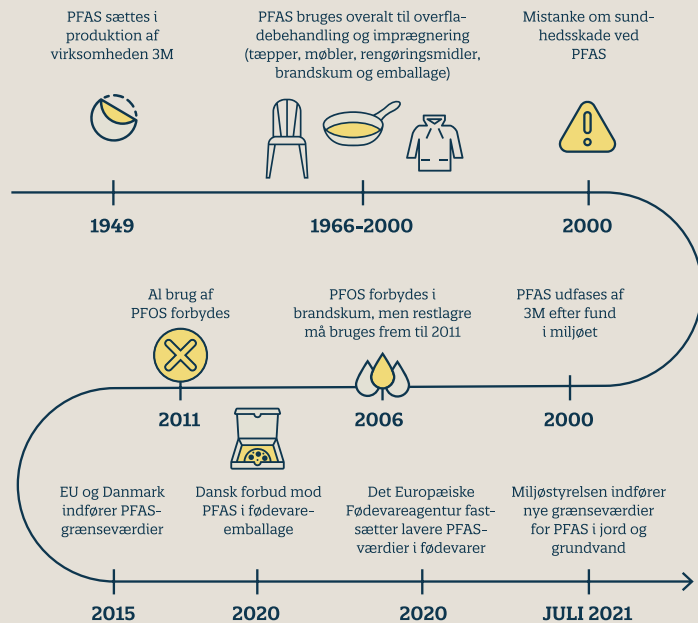 PFAS sættes i
produktion af
virksomheden 3M
PFAS bruges overalt til overfla-
debehandling og imprægnering
(tæpper, møbler, rengøringsmidler,
brandskum og emballage)
Mistanke om sund-
hedsskade ved
PFAS
1949
1966-2000
2000
Al brug af
PFOS forbydes
PFOS forbydes i
brandskum, men restlagre
må bruges frem til 2011
PFAS udfases af
3M efter fund
i miljøet
2011
2006
2000
EU og Danmark
indfører PFAS-
grænseværdier
Dansk forbud mod
PFAS i fødevare-
emballage
Det Europæiske
Fødevareagentur fast-
sætter lavere PFAS-
værdier i fødevarer
Miljøstyrelsen indfører
nye grænseværdier
for PFAS i jord og
grundvand
2015
2020
2020
JULI 2021